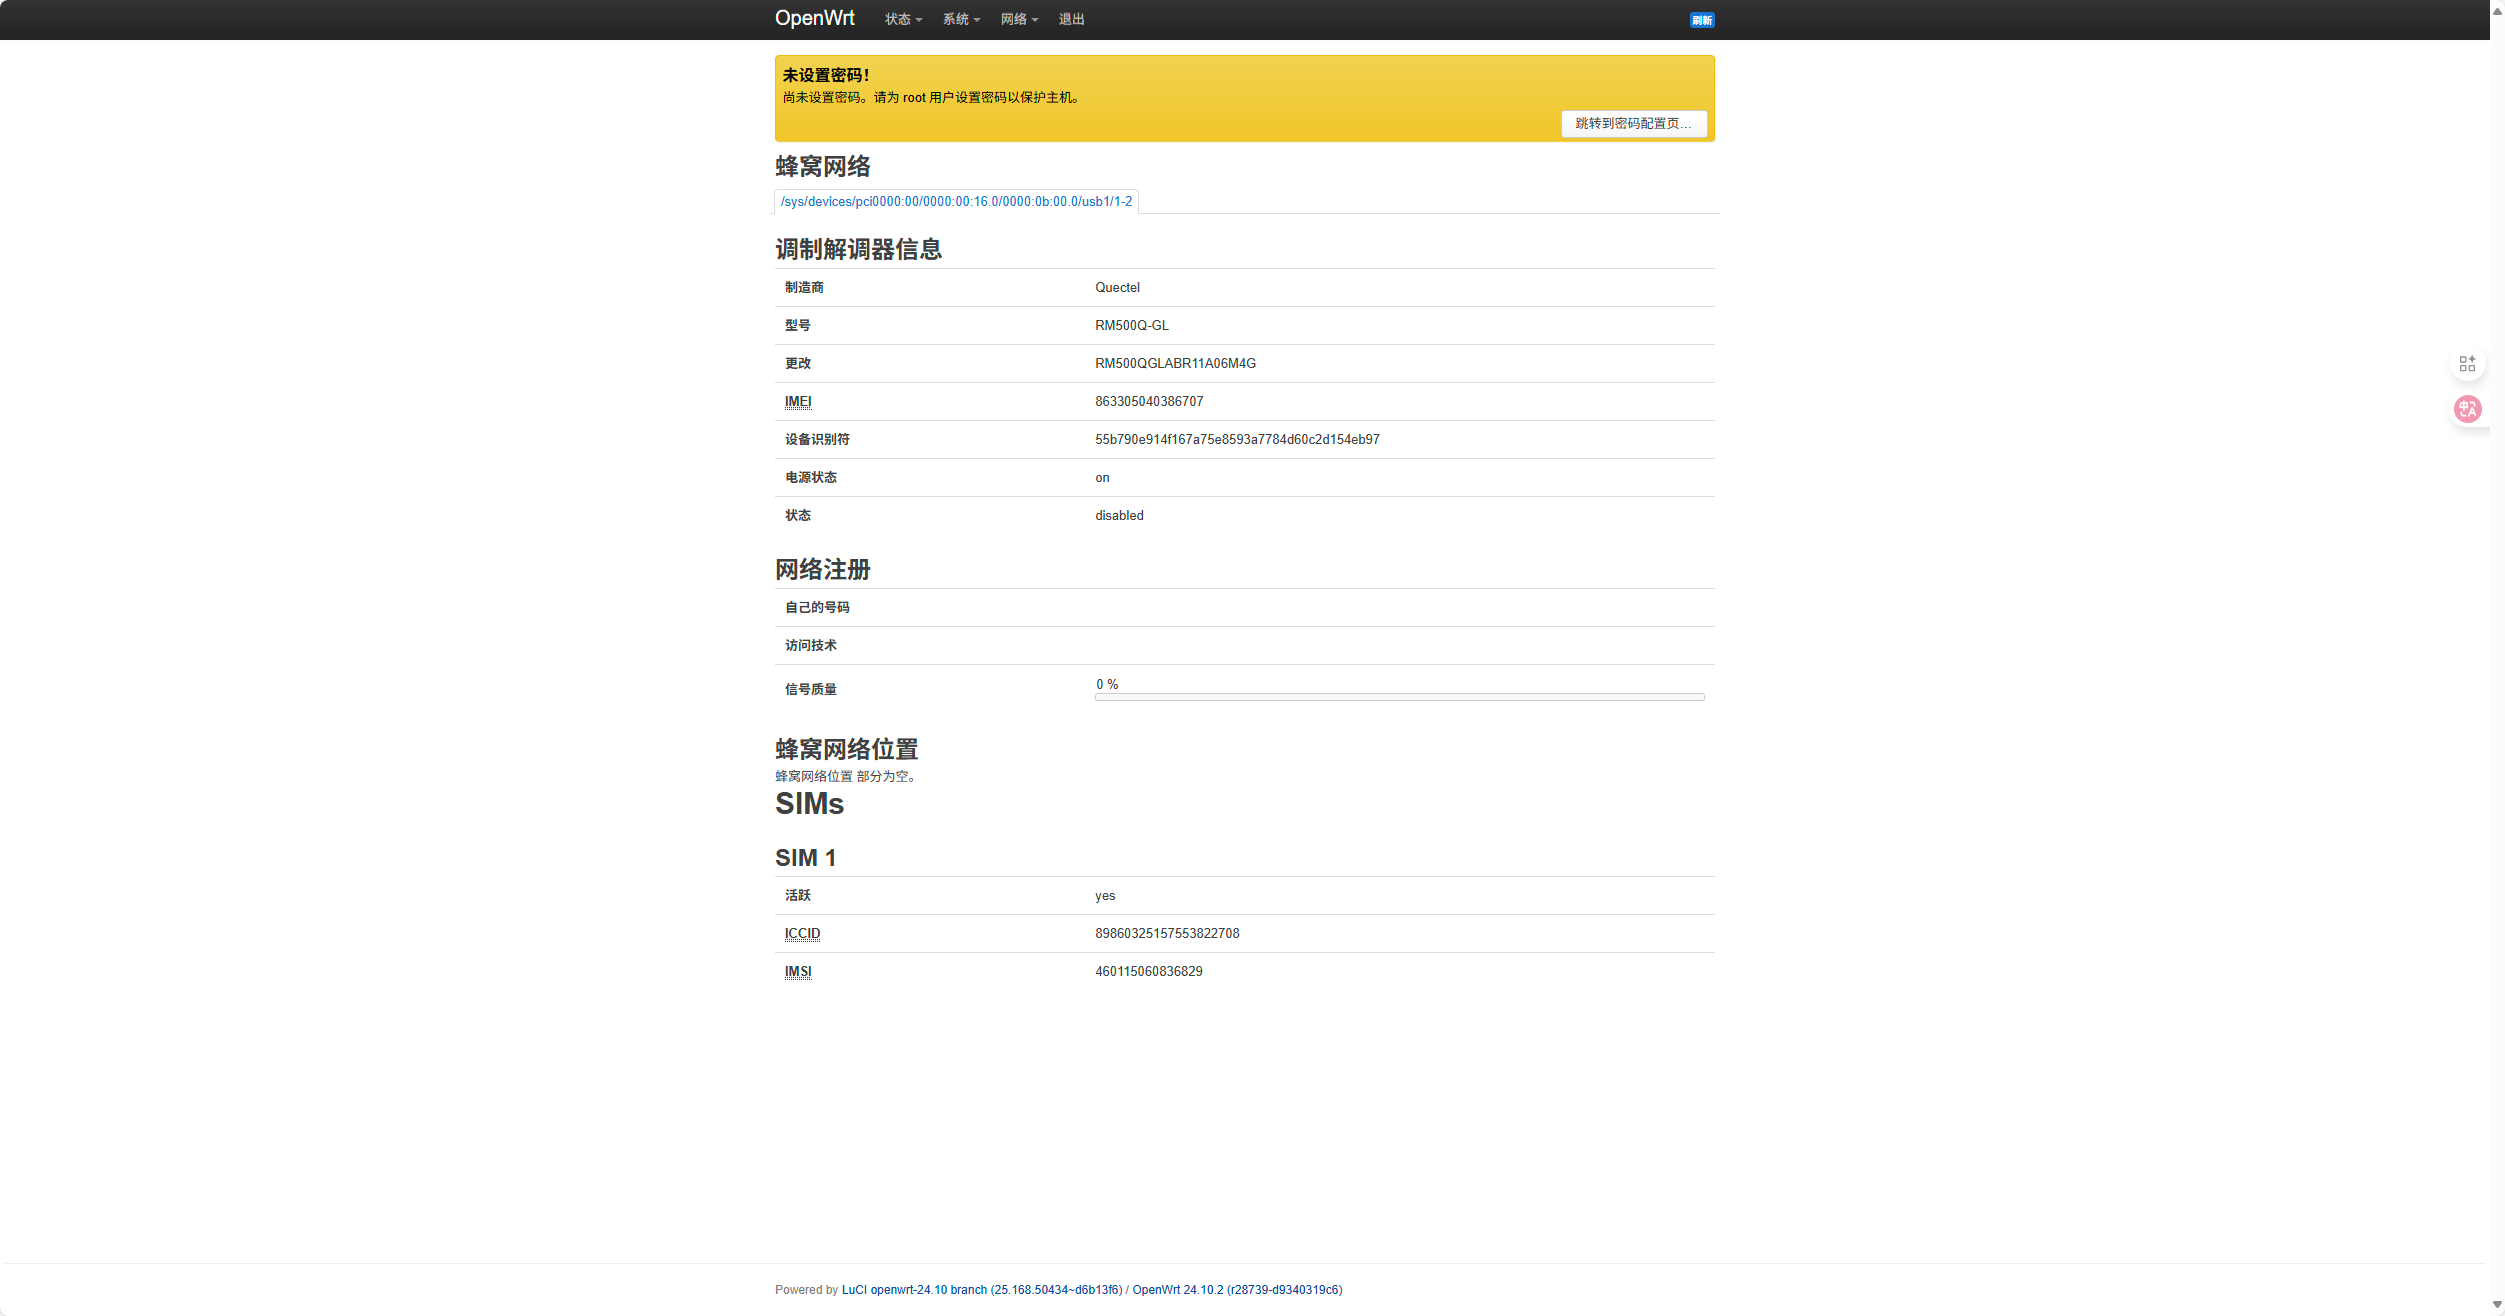 OpenWrt 状态 系统 网络 退出 刷新
未设置密码！
尚未设置密码。请为 root 用户设置密码以保护主机。
跳转到密码配置页…
蜂窝网络
/sys/devices/pci0000:00/0000:00:16.0/0000:0b:00.0/usb1/1-2
调制解调器信息
制造商 Quectel
型号 RM500Q-GL
更改 RM500QGLABR11A06M4G
IMEI 863305040386707
设备识别符 55b790e914f167a75e8593a7784d60c2d154eb97
电源状态 on
状态 disabled
网络注册
自己的号码
访问技术
信号质量 0 %
蜂窝网络位置
蜂窝网络位置 部分为空。
SIMs
SIM 1
活跃 yes
ICCID 89860325157553822708
IMSI 460115060836829
Powered by LuCI openwrt-24.10 branch (25.168.50434~d6b13f6) / OpenWrt 24.10.2 (r28739-d9340319c6)